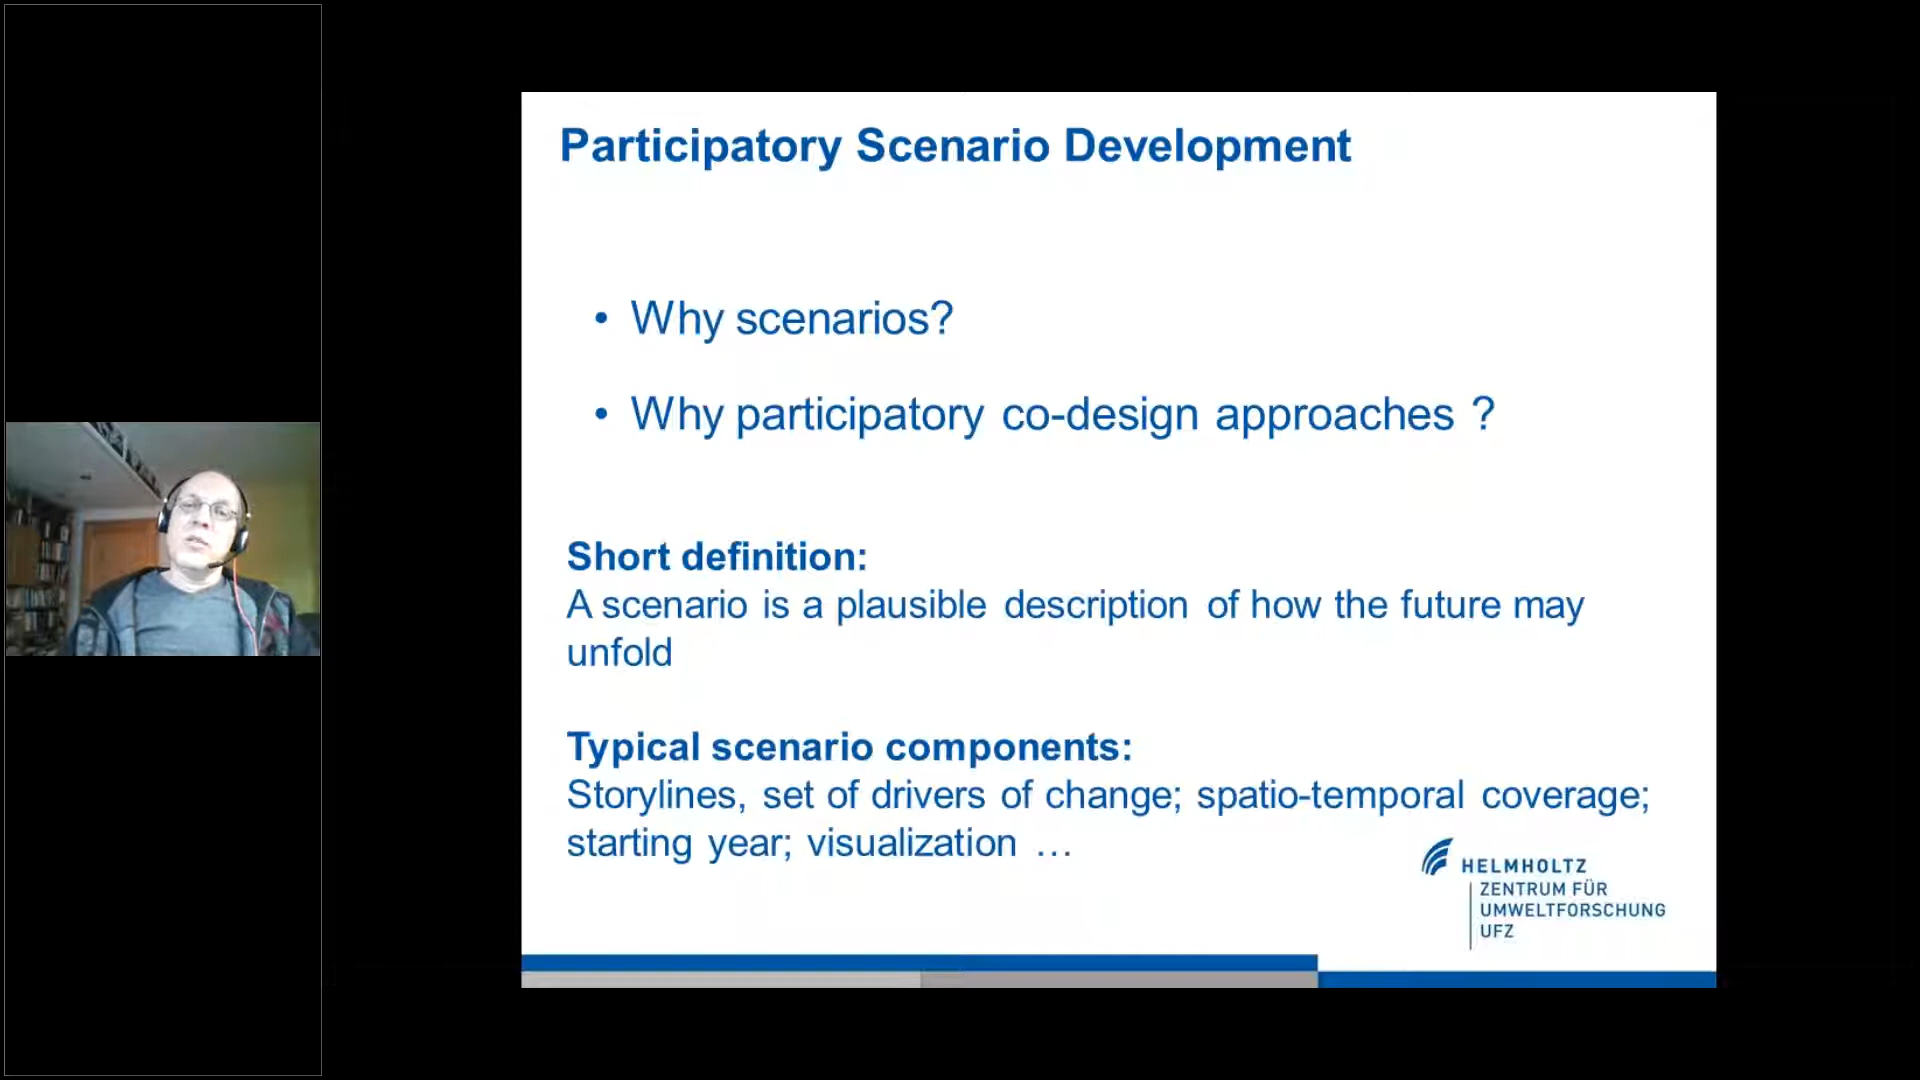 Participatory Scenario Development
• Why scenarios?
• Why participatory co-design approaches ?
Short definition:
A scenario is a plausible description of how the future may
unfold
Typical scenario components:
Storylines, set of drivers of change; spatio-temporal coverage;
starting year; visualization …
HELMHOLTZ
ZENTRUM FÜR
UMWELTFORSCHUNG
UFZ